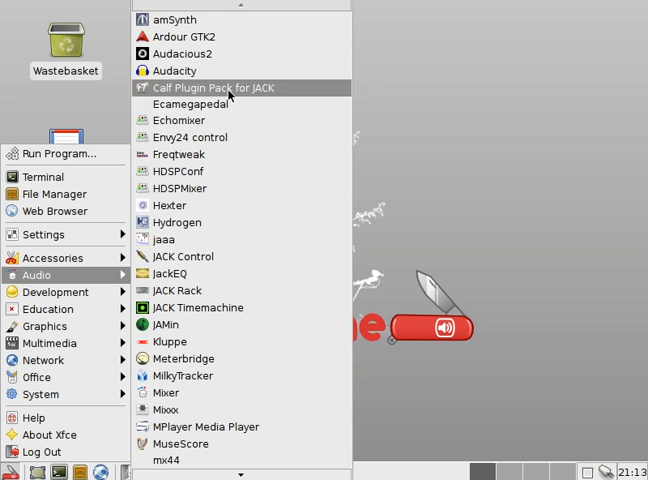 Wastebasket
Run Program...
Terminal
File Manager
Web Browser
Settings
Accessories
Audio
Development
Education
Graphics
Multimedia
Network
Office
System
Help
About Xfce
Log Out
amSynth
Ardour GTK2
Audacious2
Audacity
Calf Plugin Pack for JACK
Ecamegapedal
Echomixer
Envy24 control
Freqtweak
HDSPConf
HDSPMixer
Hexter
Hydrogen
jaaa
JACK Control
JackEQ
JACK Rack
JACK Timemachine
JAMin
Kluppe
Meterbridge
MilkyTracker
Mixer
Mixxx
MPlayer Media Player
MuseScore
mx44
ne
21:13